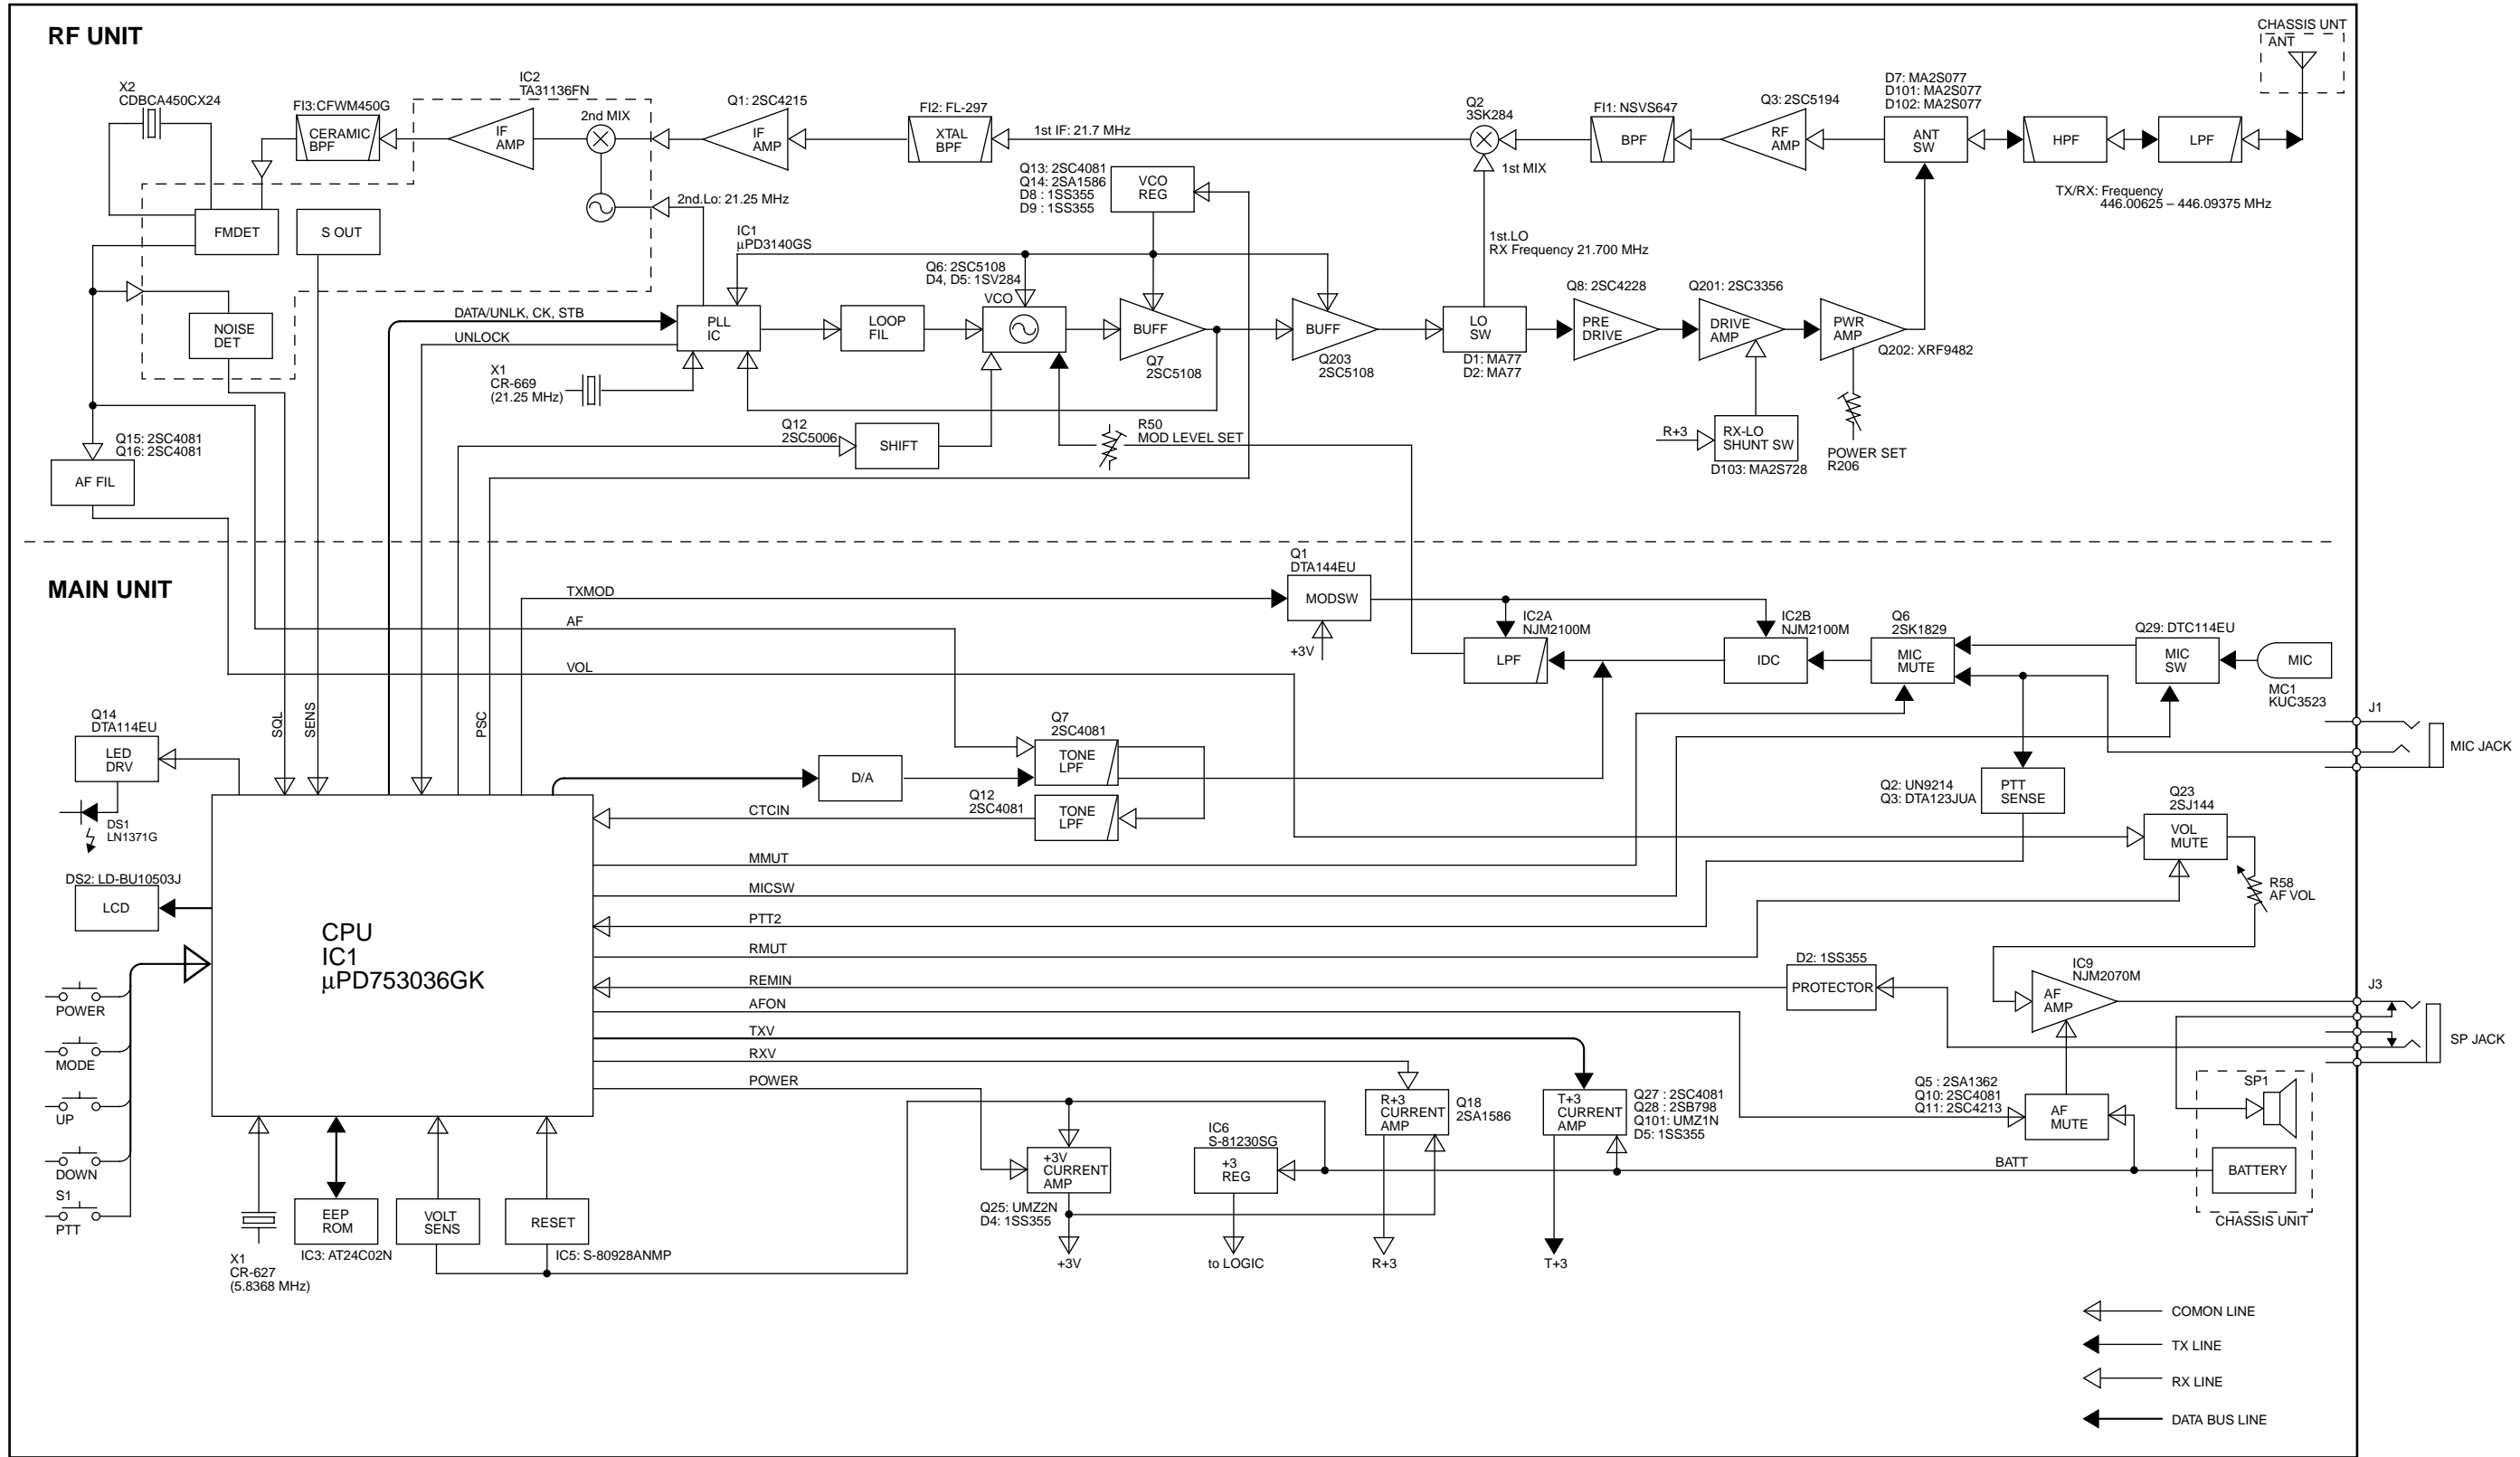 RF UNIT
CHASSIS UNT
ANT
X2
CDBCA450CX24
FI3:CFWM450G
CERAMIC
BPF
IC2
TA31136FN
IF
AMP
2nd MIX
Q1: 2SC4215
IF
AMP
FI2: FL-297
XTAL
BPF
1st IF: 21.7 MHz
Q2
3SK284
1st MIX
FI1: NSVS647
BPF
Q3: 2SC5194
RF
AMP
D7: MA2S077
D101: MA2S077
D102: MA2S077
ANT
SW
HPF
LPF
TX/RX: Frequency
446.00625 – 446.09375 MHz
Q13: 2SC4081
Q14: 2SA1586
D8 : 1SS355
D9 : 1SS355
VCO
REG
2nd.Lo: 21.25 MHz
FMDET
S OUT
NOISE
DET
IC1
µPD3140GS
Q6: 2SC5108
D4, D5: 1SV284
VCO
1st.LO
RX Frequency 21.700 MHz
DATA/UNLK, CK, STB
UNLOCK
PLL
IC
LOOP
FIL
BUFF
Q7
2SC5108
BUFF
Q203
2SC5108
LO
SW
D1: MA77
D2: MA77
Q8: 2SC4228
PRE
DRIVE
Q201: 2SC3356
DRIVE
AMP
PWR
AMP
Q202: XRF9482
X1
CR-669
(21.25 MHz)
Q12
2SC5006
SHIFT
R50
MOD LEVEL SET
R+3
RX-LO
SHUNT SW
D103: MA2S728
POWER SET
R206
Q15: 2SC4081
Q16: 2SC4081
AF FIL
MAIN UNIT
TXMOD
AF
VOL
SQL
SENS
PSC
Q1
DTA144EU
MODSW
+3V
IC2A
NJM2100M
LPF
IC2B
NJM2100M
IDC
Q6
2SK1829
MIC
MUTE
Q29: DTC114EU
MIC
SW
MIC
MC1
KUC3523
J1
MIC JACK
Q14
DTA114EU
LED
DRV
DS1
LN1371G
D/A
Q7
2SC4081
TONE
LPF
Q12
2SC4081
TONE
LPF
CTCIN
Q2: UN9214
Q3: DTA123JUA
PTT
SENSE
Q23
2SJ144
VOL
MUTE
R58
AF VOL
DS2: LD-BU10503J
LCD
CPU
IC1
µPD753036GK
MMUT
MICSW
PTT2
RMUT
REMIN
AFON
TXV
RXV
POWER
D2: 1SS355
PROTECTOR
IC9
NJM2070M
AF
AMP
J3
SP JACK
POWER
MODE
UP
DOWN
S1
PTT
X1
CR-627
(5.8368 MHz)
EEP
ROM
IC3: AT24C02N
VOLT
SENS
RESET
IC5: S-80928ANMP
+3V
CURRENT
AMP
Q25: UMZ2N
D4: 1SS355
+3V
IC6
S-81230SG
+3
REG
to LOGIC
R+3
CURRENT
AMP
Q18
2SA1586
R+3
T+3
CURRENT
AMP
Q27 : 2SC4081
Q28 : 2SB798
Q101: UMZ1N
D5: 1SS355
T+3
Q5 : 2SA1362
Q10: 2SC4081
Q11: 2SC4213
AF
MUTE
BATT
SP1
BATTERY
CHASSIS UNIT
COMON LINE
TX LINE
RX LINE
DATA BUS LINE